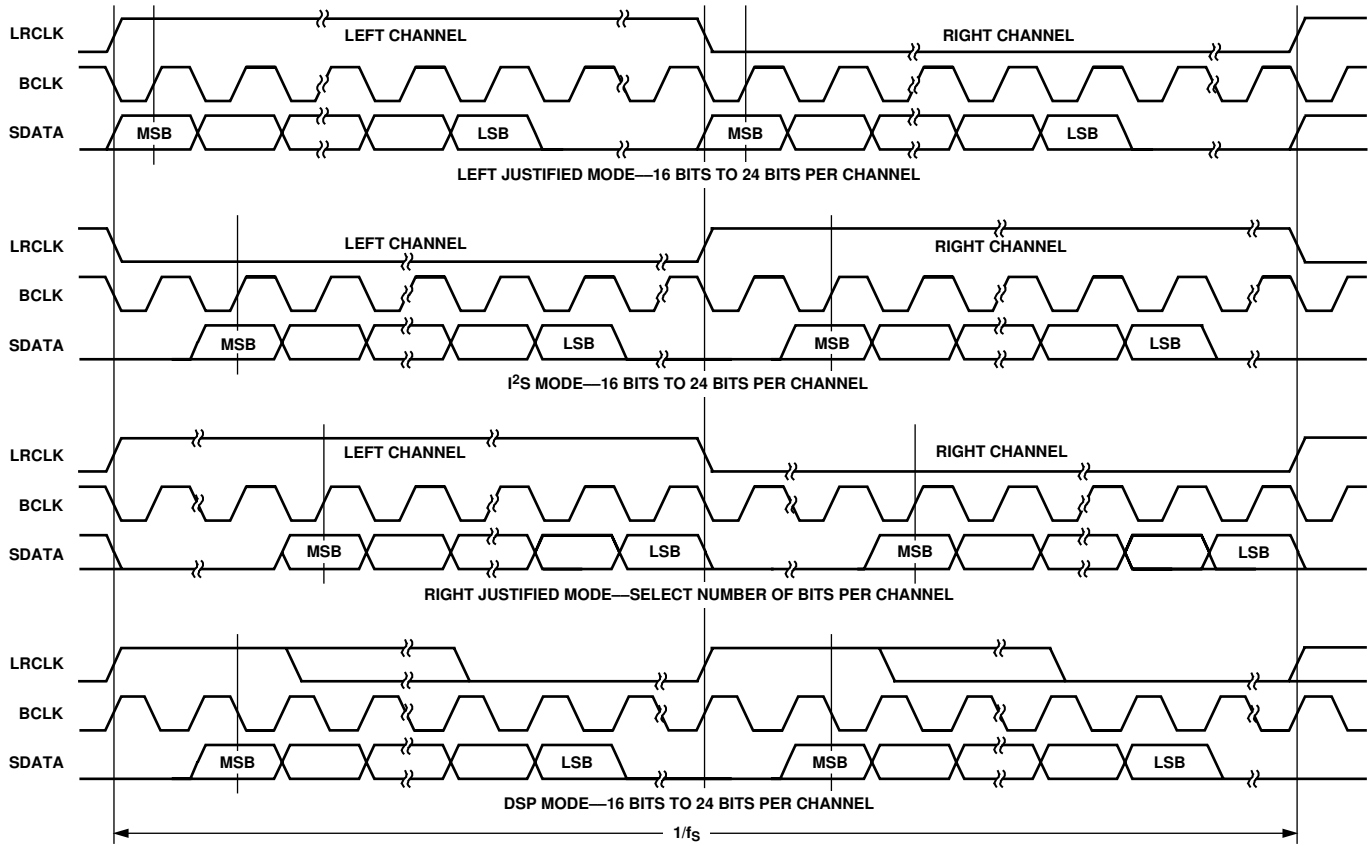 LRCLK
LEFT CHANNEL
RIGHT CHANNEL
BCLK
SDATA
MSB
LSB
MSB
LSB
LEFT JUSTIFIED MODE—16 BITS TO 24 BITS PER CHANNEL
LRCLK
LEFT CHANNEL
RIGHT CHANNEL
BCLK
SDATA
MSB
LSB
MSB
LSB
I²S MODE—16 BITS TO 24 BITS PER CHANNEL
LRCLK
LEFT CHANNEL
RIGHT CHANNEL
BCLK
SDATA
MSB
LSB
MSB
LSB
RIGHT JUSTIFIED MODE—SELECT NUMBER OF BITS PER CHANNEL
LRCLK
BCLK
SDATA
MSB
LSB
MSB
LSB
DSP MODE—16 BITS TO 24 BITS PER CHANNEL
1/fS